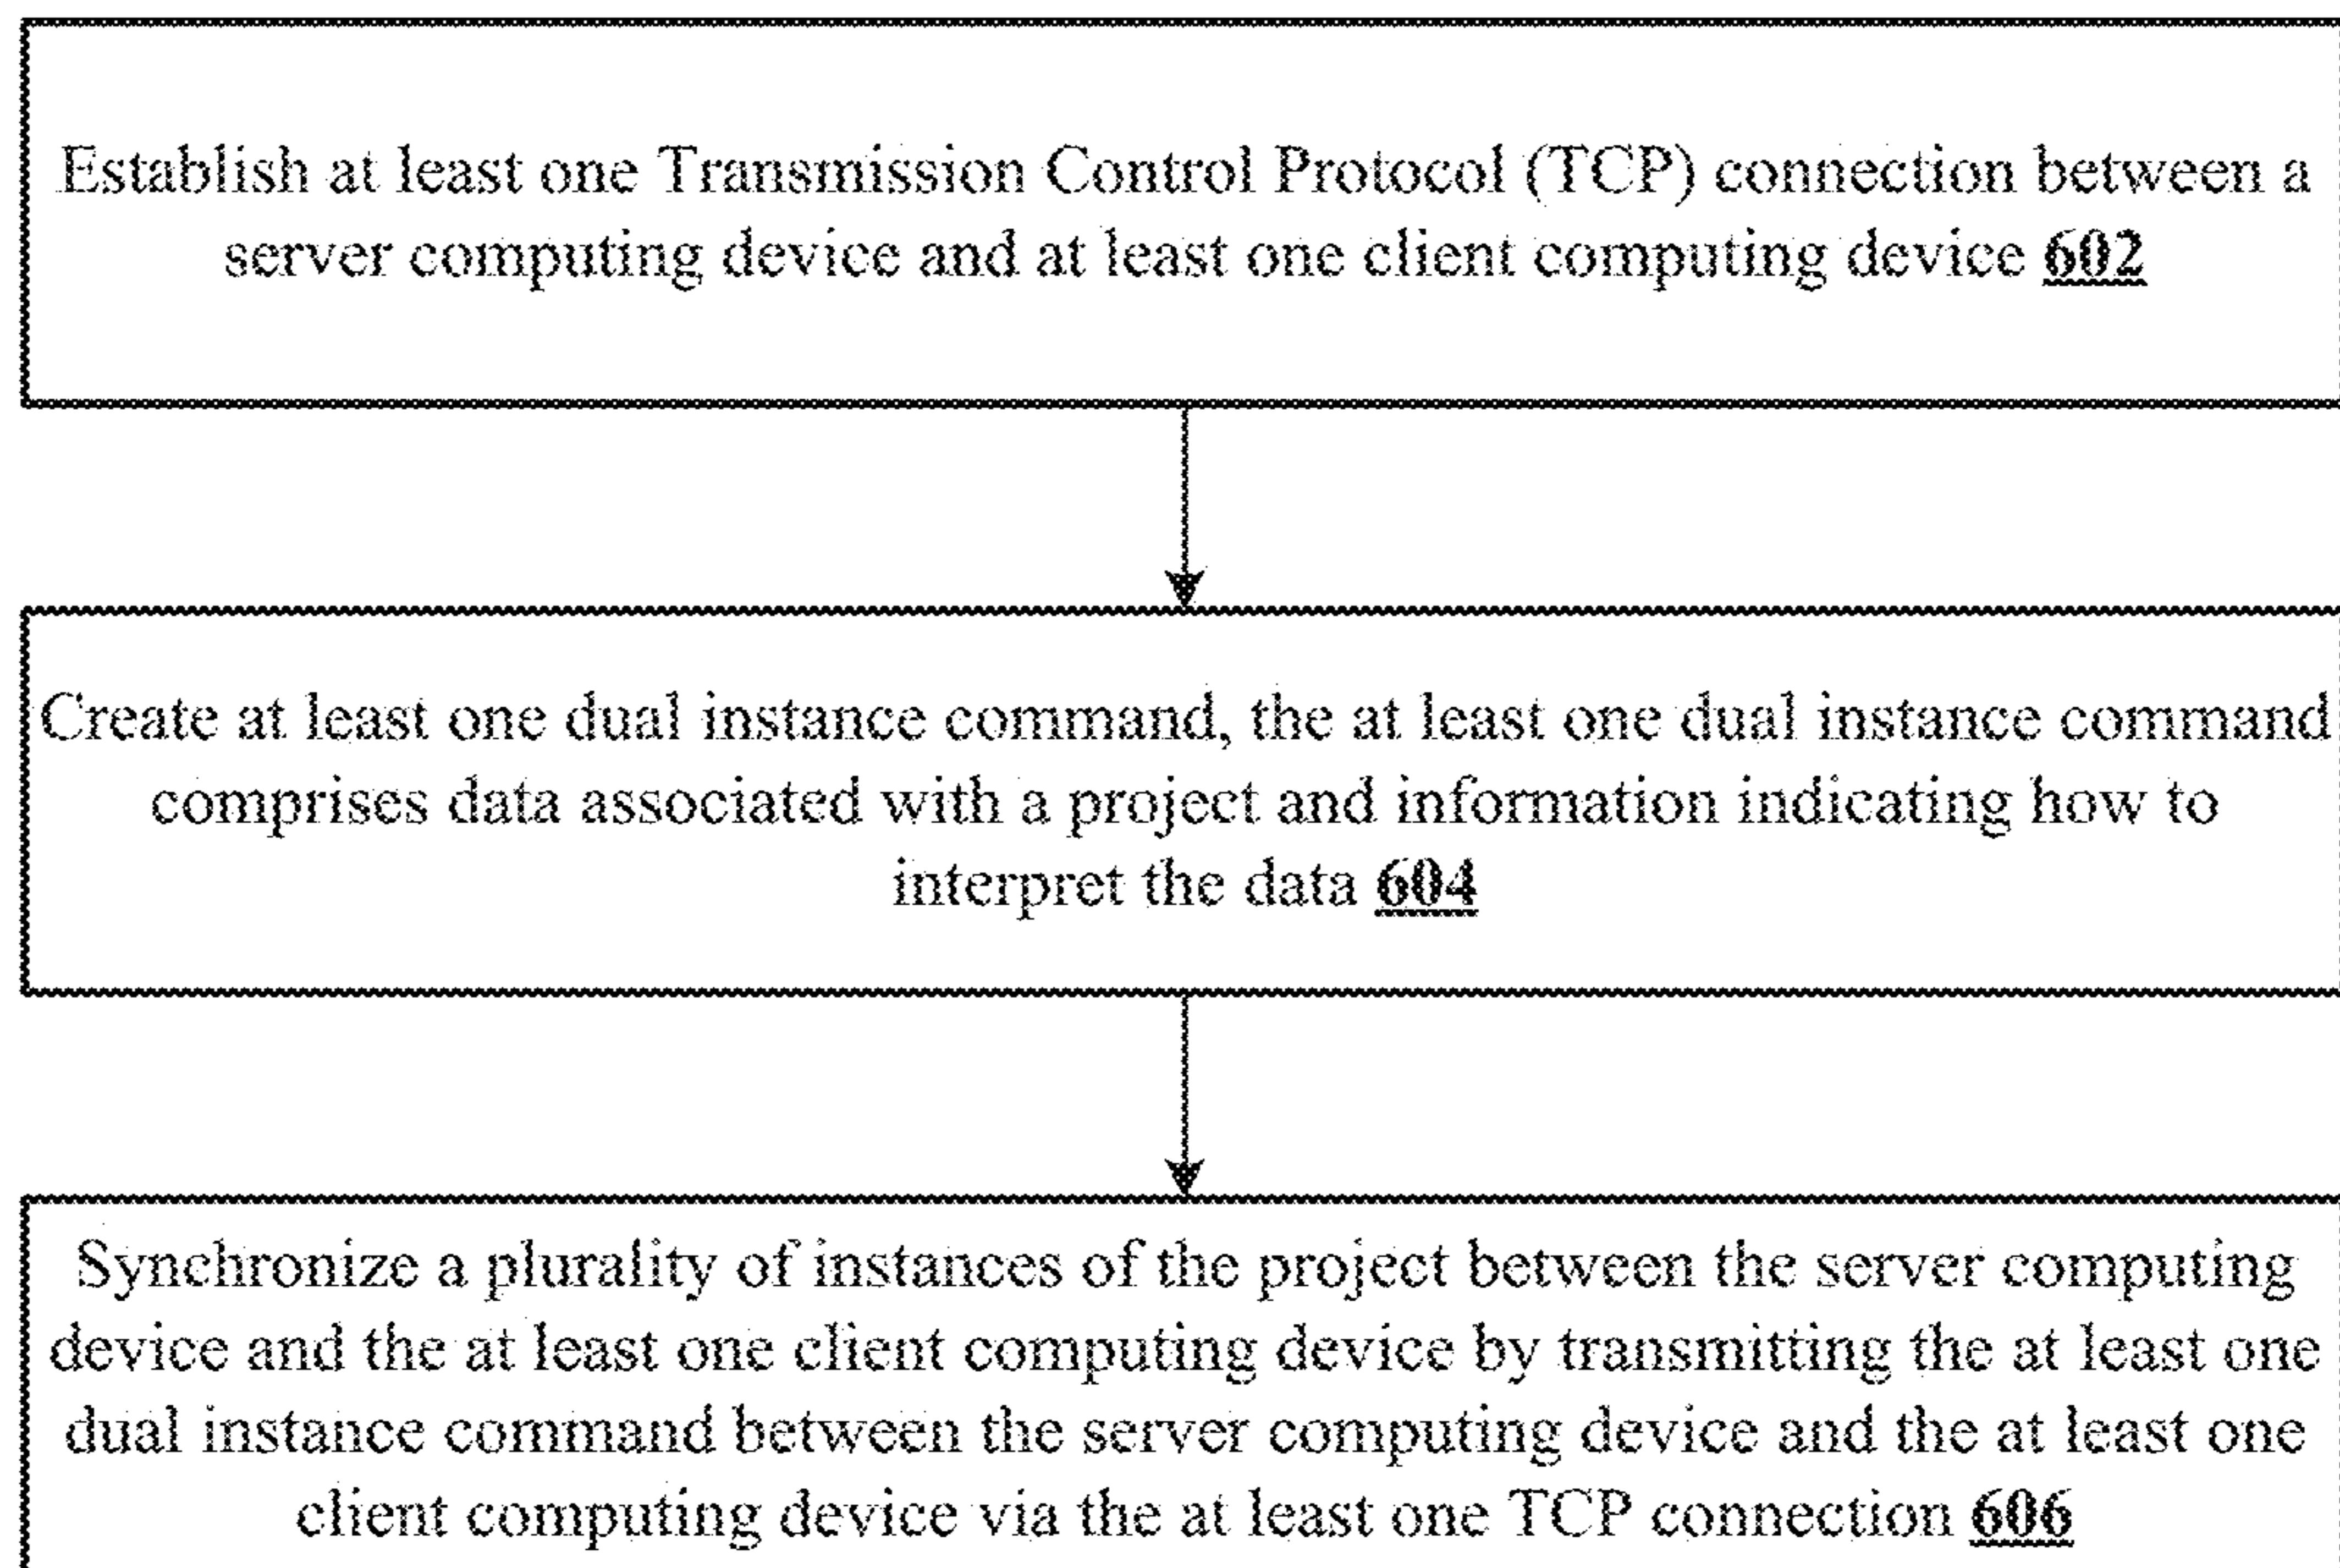 Establish at least one Transmission Control Protocol (TCP) connection between a
server computing device and at least one client computing device 602
Create at least one dual instance command, the at least one dual instance command
comprises data associated with a project and information indicating how to
interpret the data 604
Synchronize a plurality of instances of the project between the server computing
device and the at least one client computing device by transmitting the at least one
dual instance command between the server computing device and the at least one
client computing device via the at least one TCP connection 606